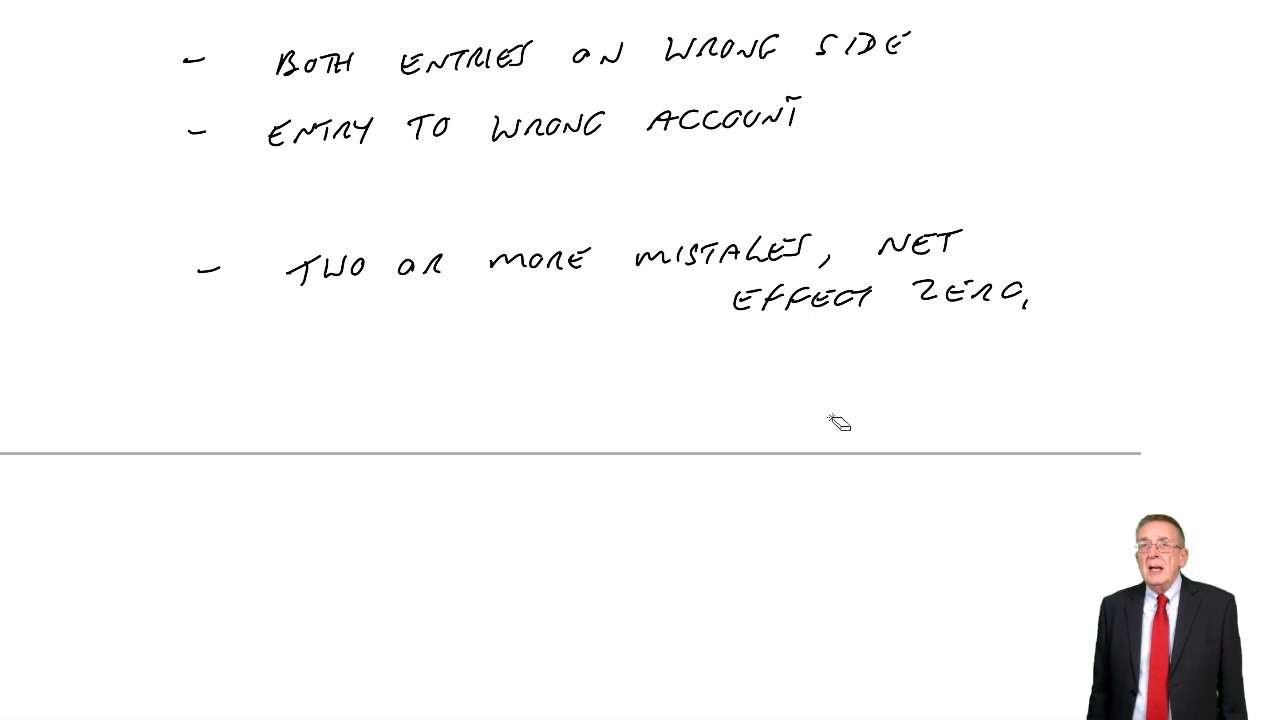 - BOTH ENTRIES ON WRONG SIDE
- ENTRY TO WRONG ACCOUNT
- TWO OR MORE MISTAKES, NET
EFFECT ZERO.